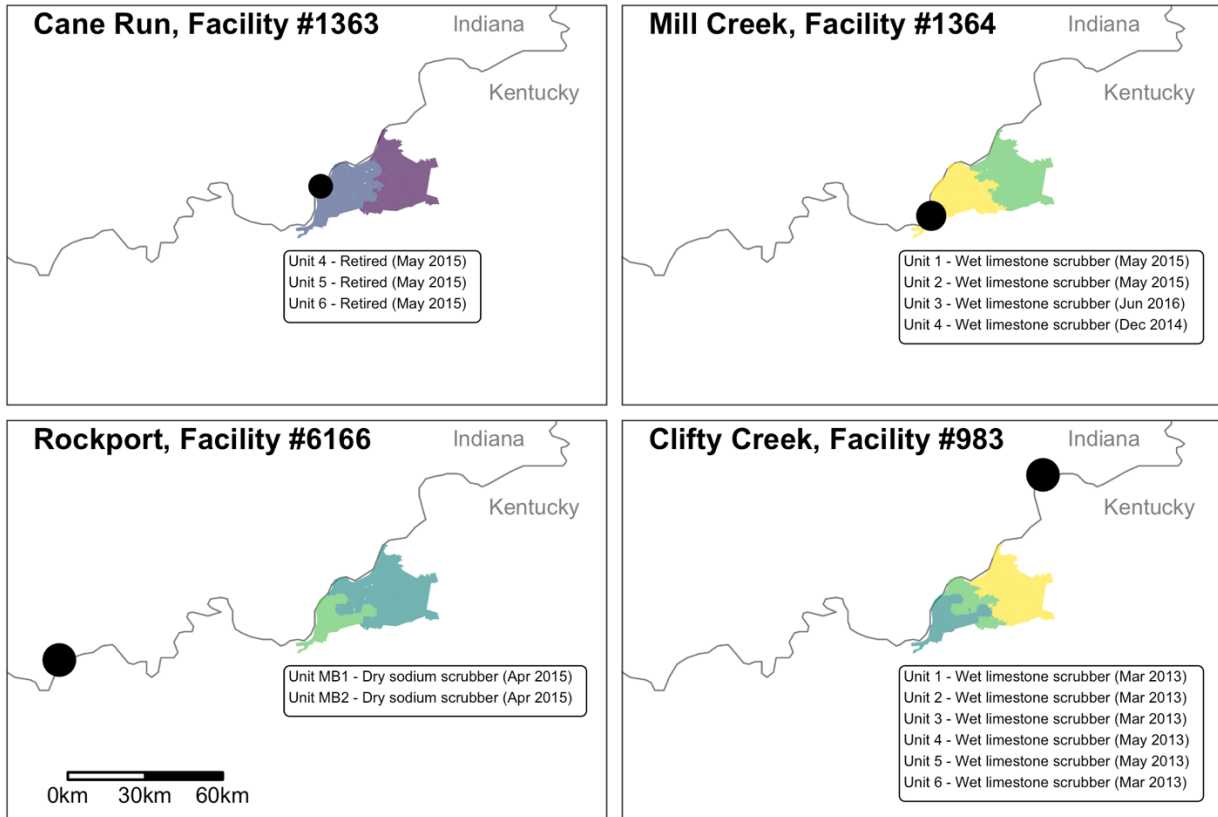 Cane Run, Facility #1363
Indiana
Kentucky
Unit 4 - Retired (May 2015)
Unit 5 - Retired (May 2015)
Unit 6 - Retired (May 2015)
Mill Creek, Facility #1364
Indiana
Kentucky
Unit 1 - Wet limestone scrubber (May 2015)
Unit 2 - Wet limestone scrubber (May 2015)
Unit 3 - Wet limestone scrubber (Jun 2016)
Unit 4 - Wet limestone scrubber (Dec 2014)
Rockport, Facility #6166
Indiana
Kentucky
Unit MB1 - Dry sodium scrubber (Apr 2015)
Unit MB2 - Dry sodium scrubber (Apr 2015)
0km 30km 60km
Clifty Creek, Facility #983
Indiana
Kentucky
Unit 1 - Wet limestone scrubber (Mar 2013)
Unit 2 - Wet limestone scrubber (Mar 2013)
Unit 3 - Wet limestone scrubber (Mar 2013)
Unit 4 - Wet limestone scrubber (May 2013)
Unit 5 - Wet limestone scrubber (May 2013)
Unit 6 - Wet limestone scrubber (Mar 2013)